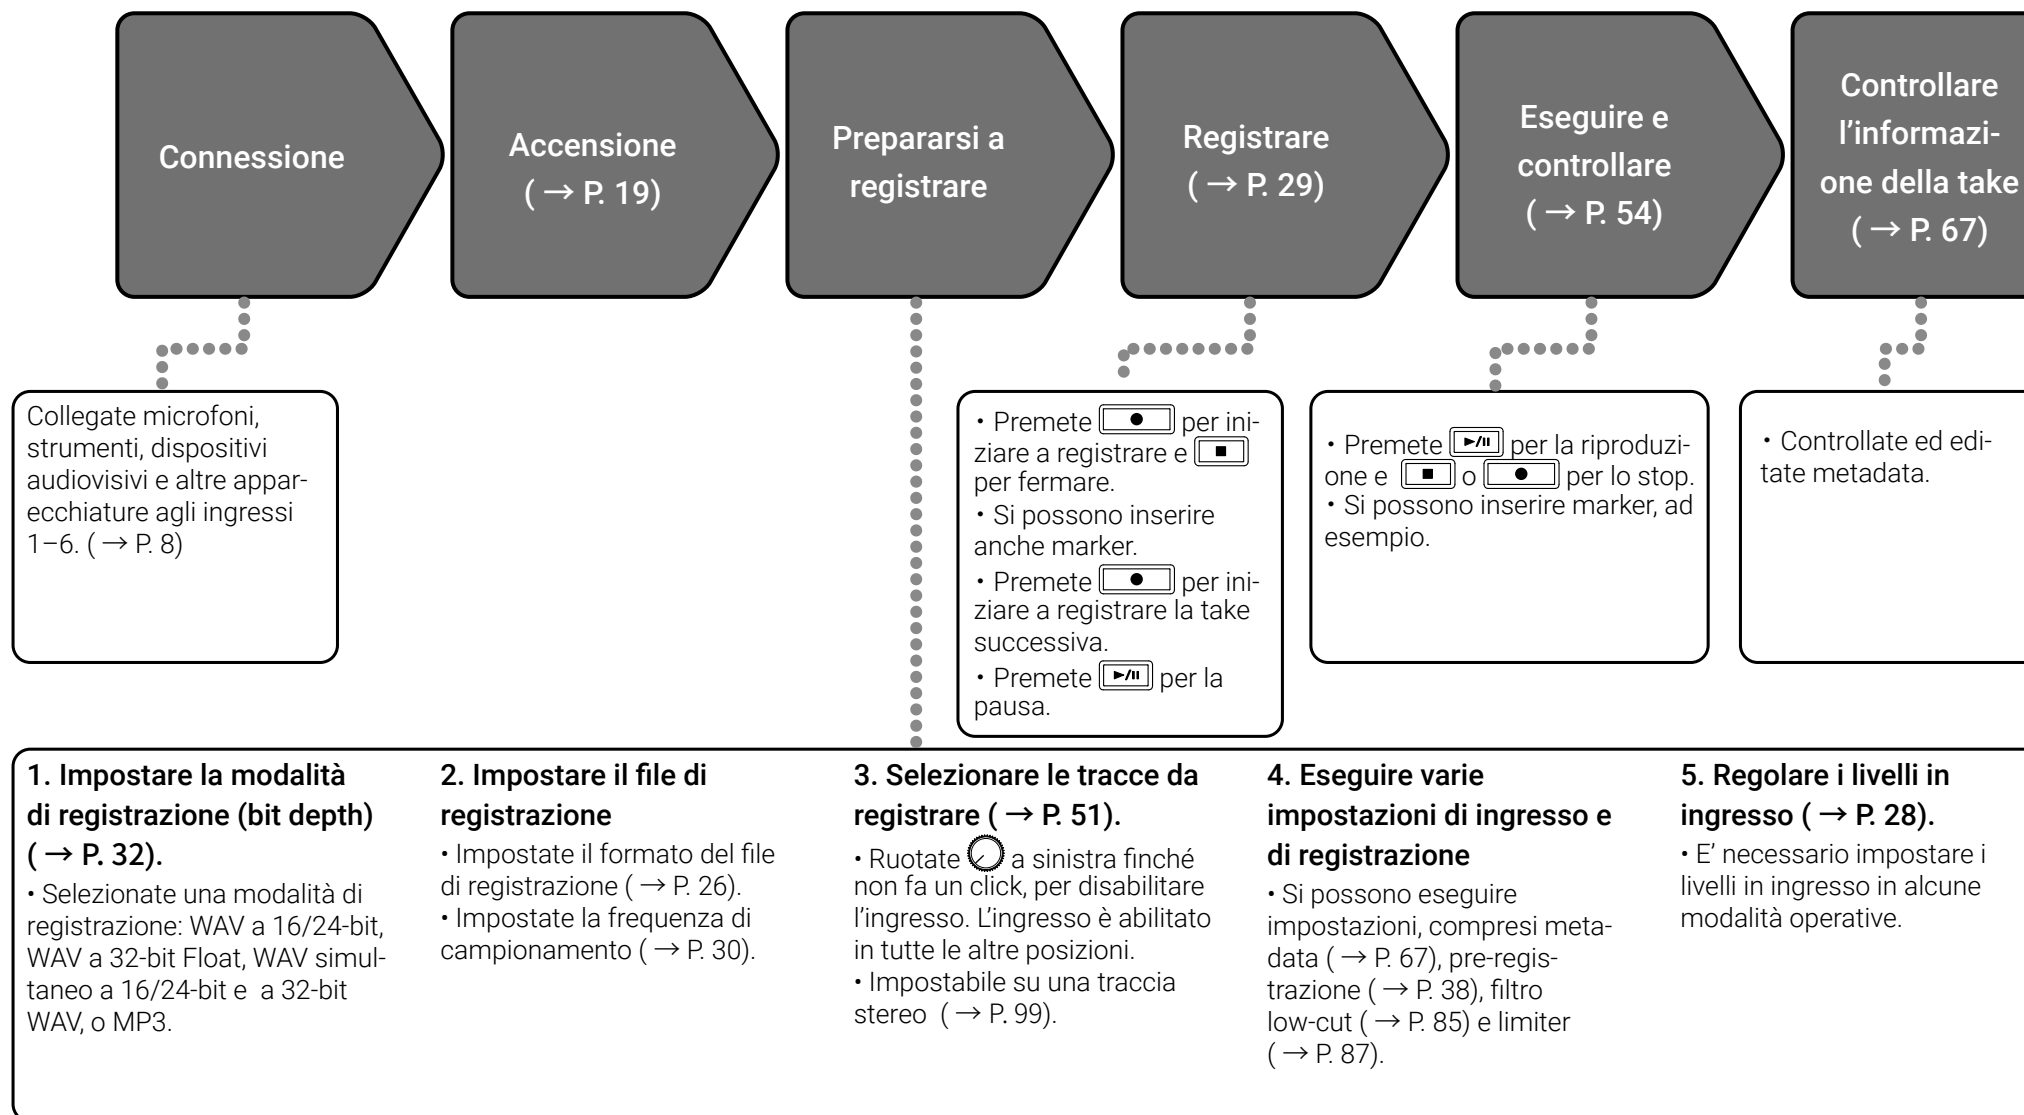 Connessione
Accensione
( → P. 19)
Prepararsi a
registrare
Registrare
( → P. 29)
Eseguire e
controllare
( → P. 54)
Controllare
l’informazi-
one della take
( → P. 67)
Collegate microfoni,
strumenti, dispositivi
audiovisivi e altre appar-
ecchiature agli ingressi
1–6. ( → P. 8)
• Premete per ini-
ziare a registrare e
per fermare.
• Si possono inserire
anche marker.
• Premete per ini-
ziare a registrare la take
successiva.
• Premete per la
pausa.
• Premete per la riproduzi-
one e o per lo stop.
• Si possono inserire marker, ad
esempio.
• Controllate ed edi-
tate metadata.
1. Impostare la modalità
di registrazione (bit depth)
( → P. 32).
• Selezionate una modalità di
registrazione: WAV a 16/24-bit,
WAV a 32-bit Float, WAV simul-
taneo a 16/24-bit e a 32-bit
WAV, o MP3.
2. Impostare il file di
registrazione
• Impostate il formato del file
di registrazione ( → P. 26).
• Impostate la frequenza di
campionamento ( → P. 30).
3. Selezionare le tracce da
registrare ( → P. 51).
• Ruotate a sinistra finché
non fa un click, per disabilitare
l’ingresso. L’ingresso è abilitato
in tutte le altre posizioni.
• Impostabile su una traccia
stereo ( → P. 99).
4. Eseguire varie
impostazioni di ingresso e
di registrazione
• Si possono eseguire
impostazioni, compresi meta-
data ( → P. 67), pre-regis-
trazione ( → P. 38), filtro
low-cut ( → P. 85) e limiter
( → P. 87).
5. Regolare i livelli in
ingresso ( → P. 28).
• E’ necessario impostare i
livelli in ingresso in alcune
modalità operative.